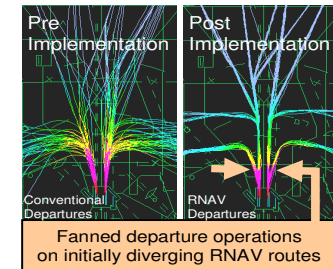 Pre
Implementation
Post
Implementation
Conventional
Departures
RNAV
Departures
Fanned departure operations
on initially diverging RNAV routes